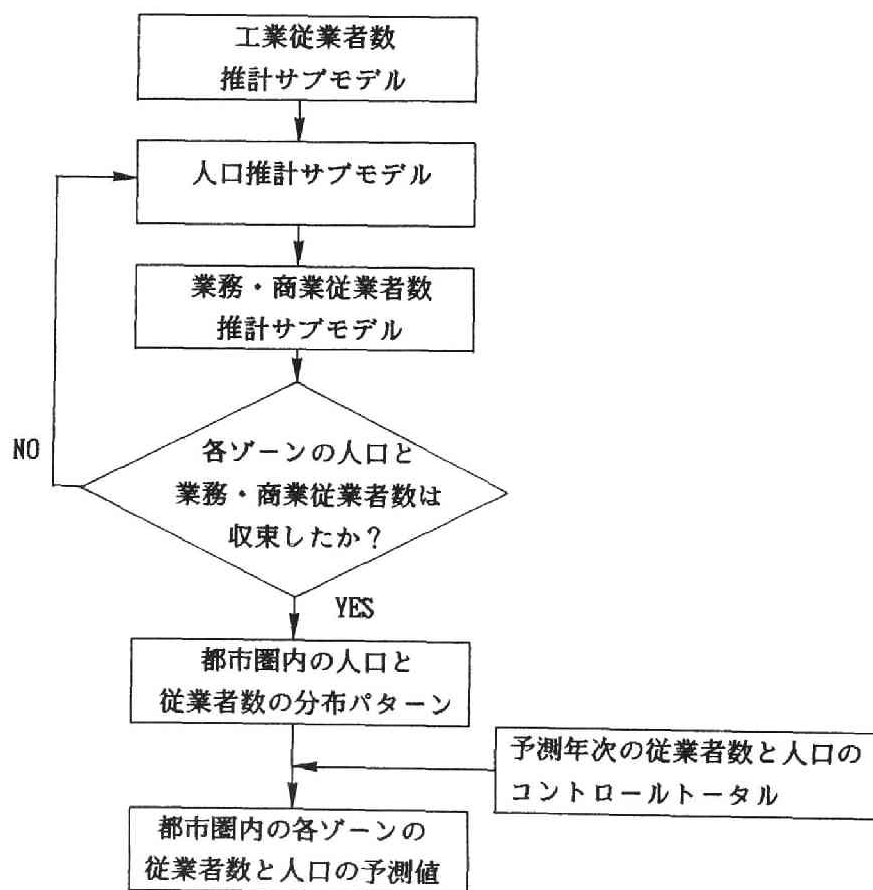 工業従業者数
推計サブモデル
人口推計サブモデル
業務・商業従業者数
推計サブモデル
各ゾーンの人口と
業務・商業従業者数は
収束したか？
NO
YES
都市圏内の人口と
従業者数の分布パターン
予測年次の従業者数と人口の
コントロールトータル
都市圏内の各ゾーンの
従業者数と人口の予測値